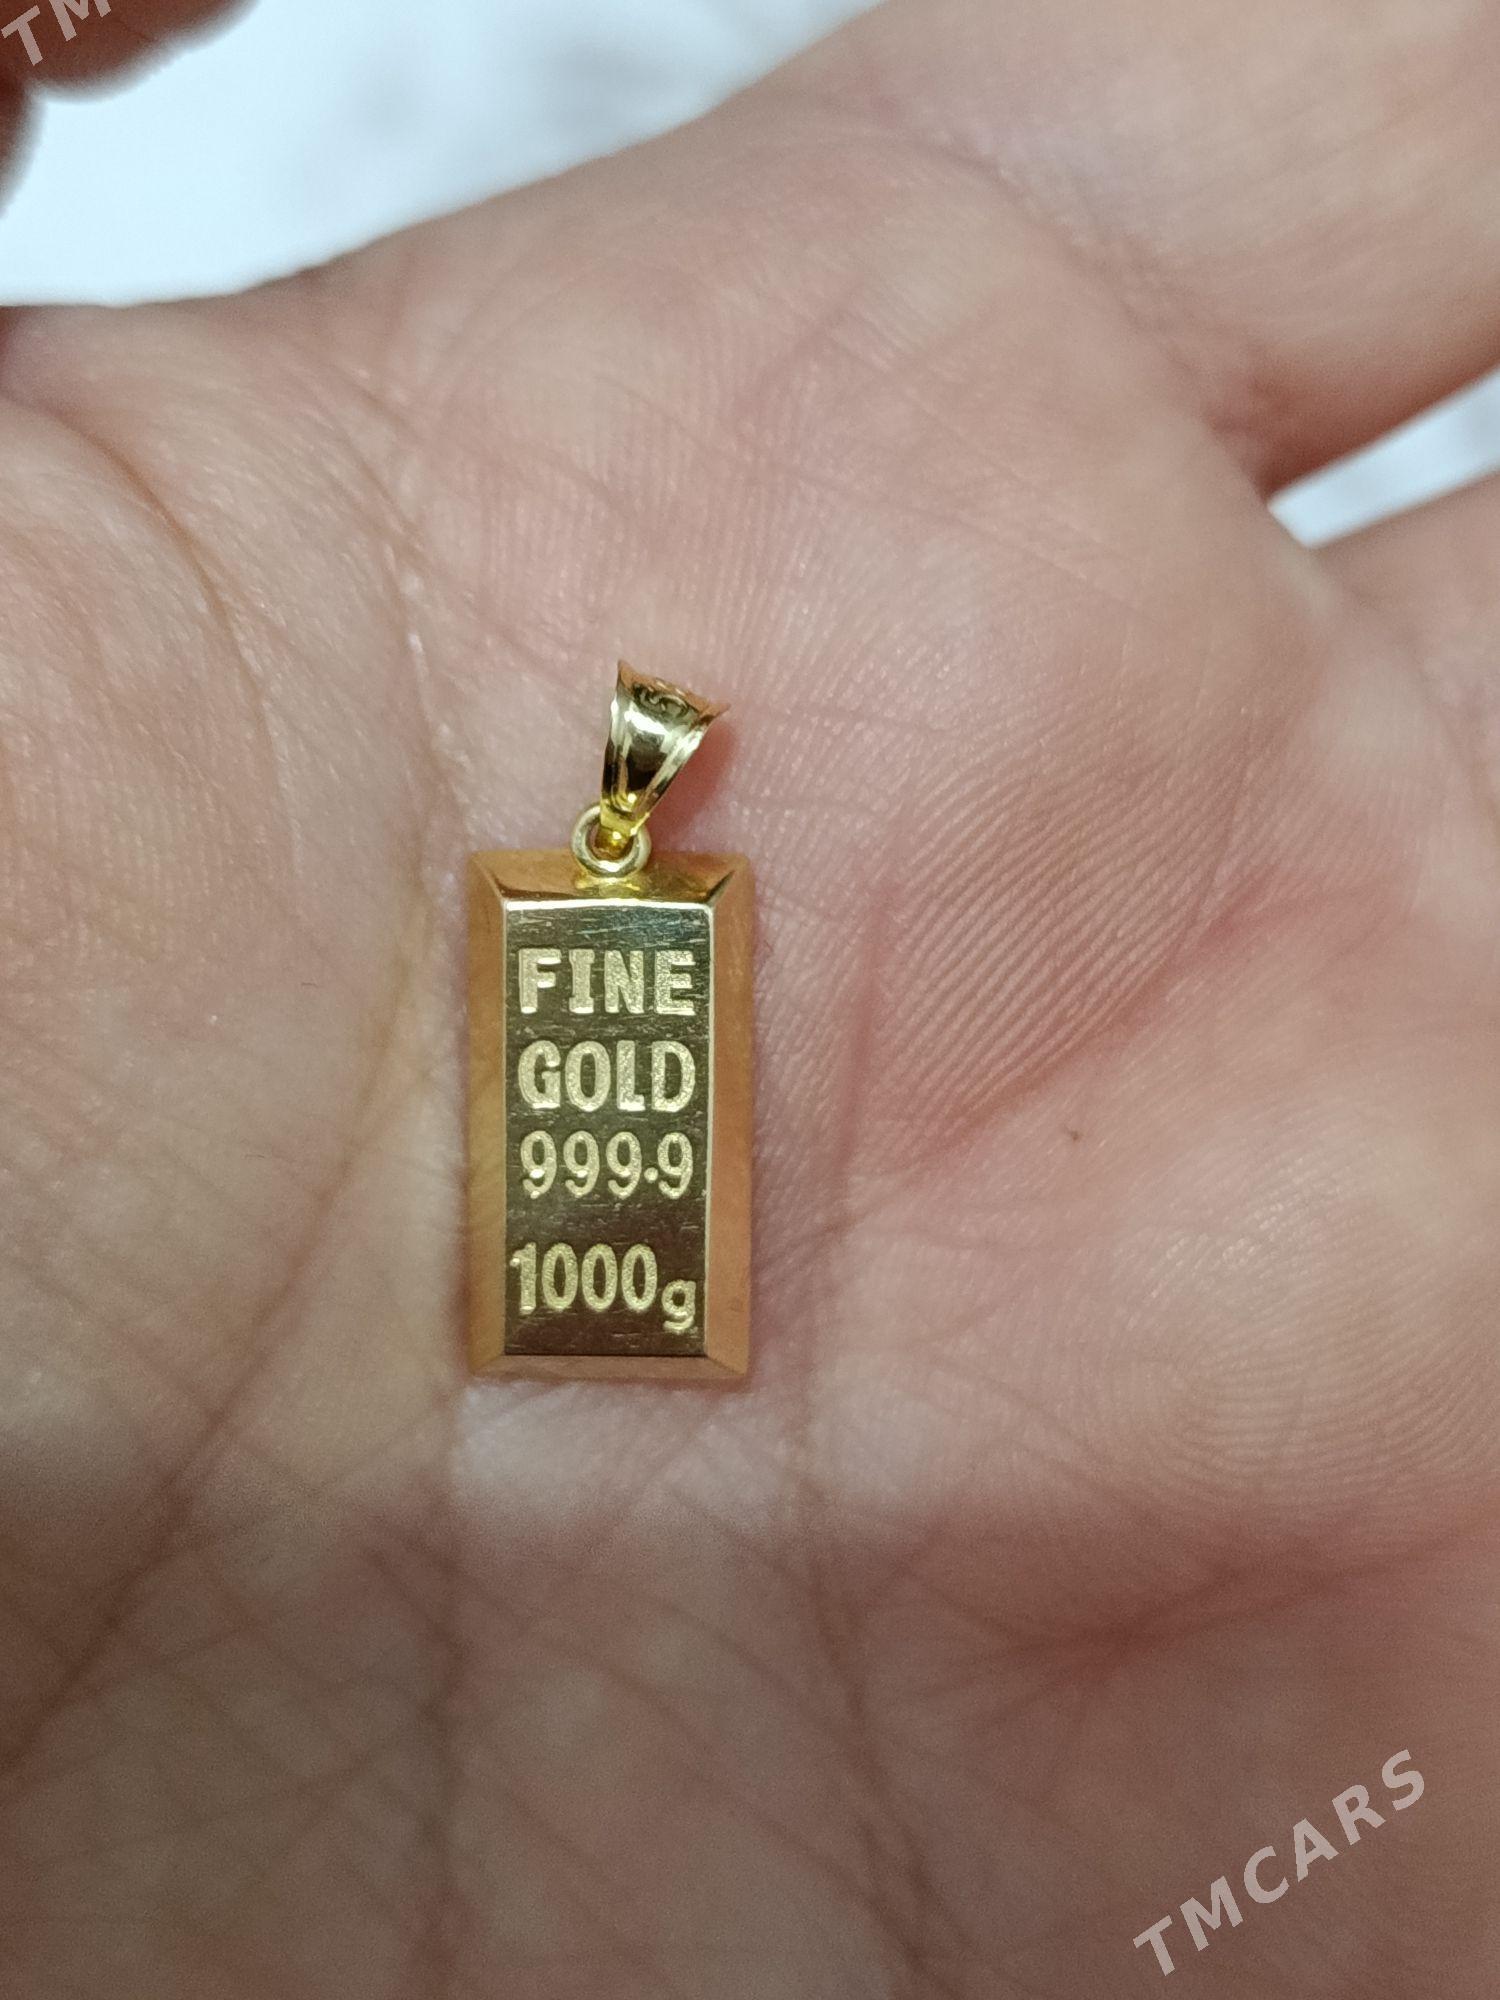 TM
FINE
GOLD
999.9
1000g
TMCARS